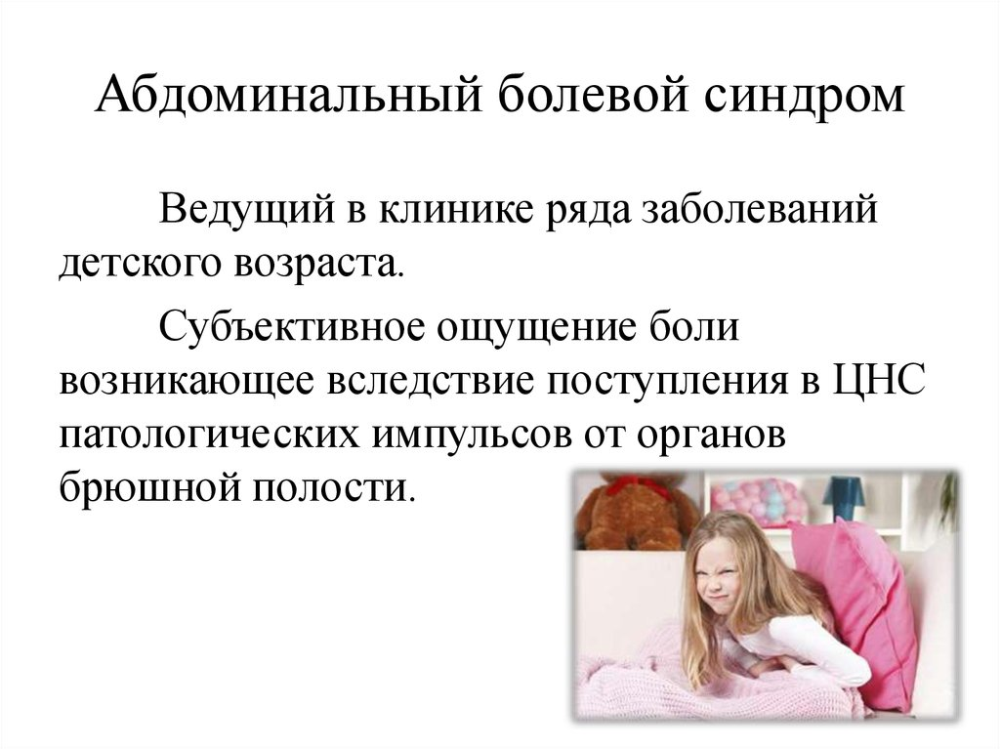 Абдоминальный болевой синдром
Ведущий в клинике ряда заболеваний
детского возраста.
Субъективное ощущение боли
возникающее вследствие поступления в ЦНС
патологических импульсов от органов
брюшной полости.